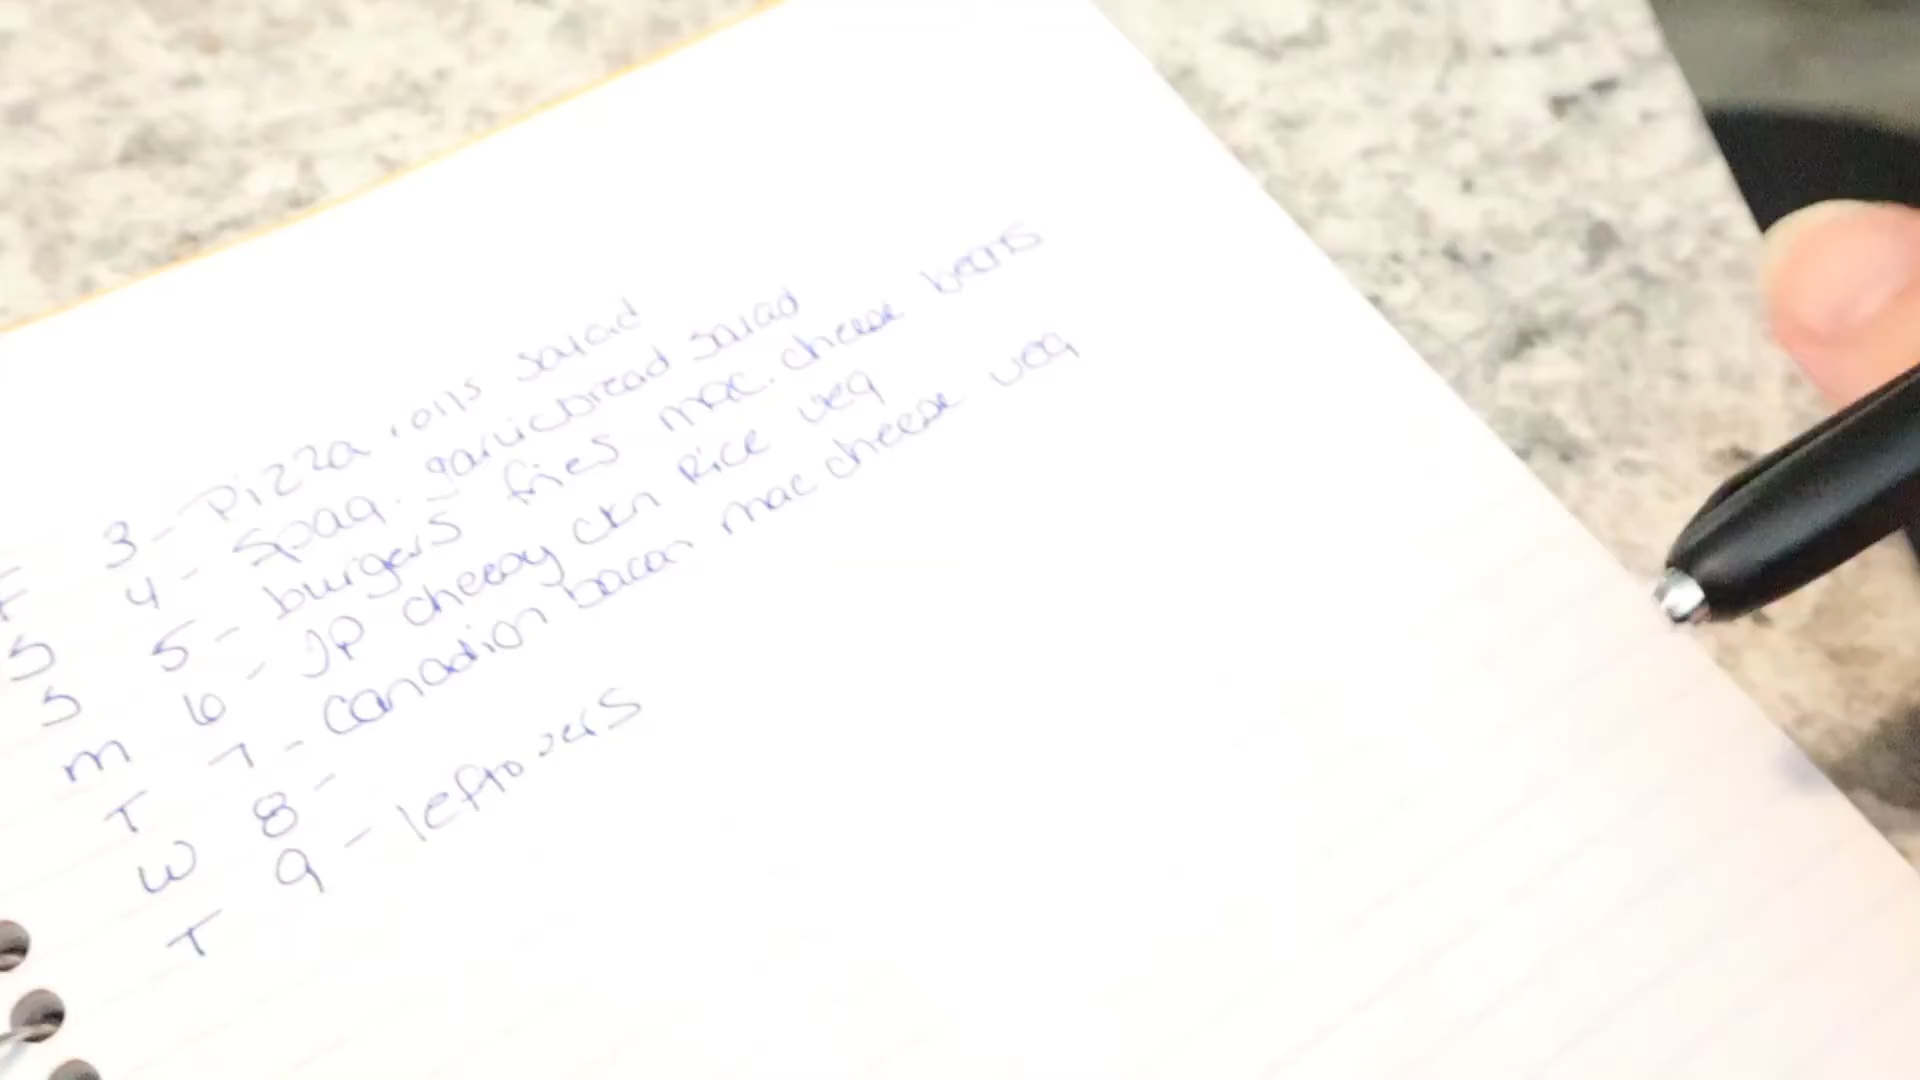 F 3 - Pizza rolls salad
S 4 - Spag. garlicbread salad
S 5 - burgers fries mac. cheese beans
m 6 - JP cheesy ckn Rice veg
T 7 - Canadian bacon mac cheese veg
W 8 -
T 9 - leftovers